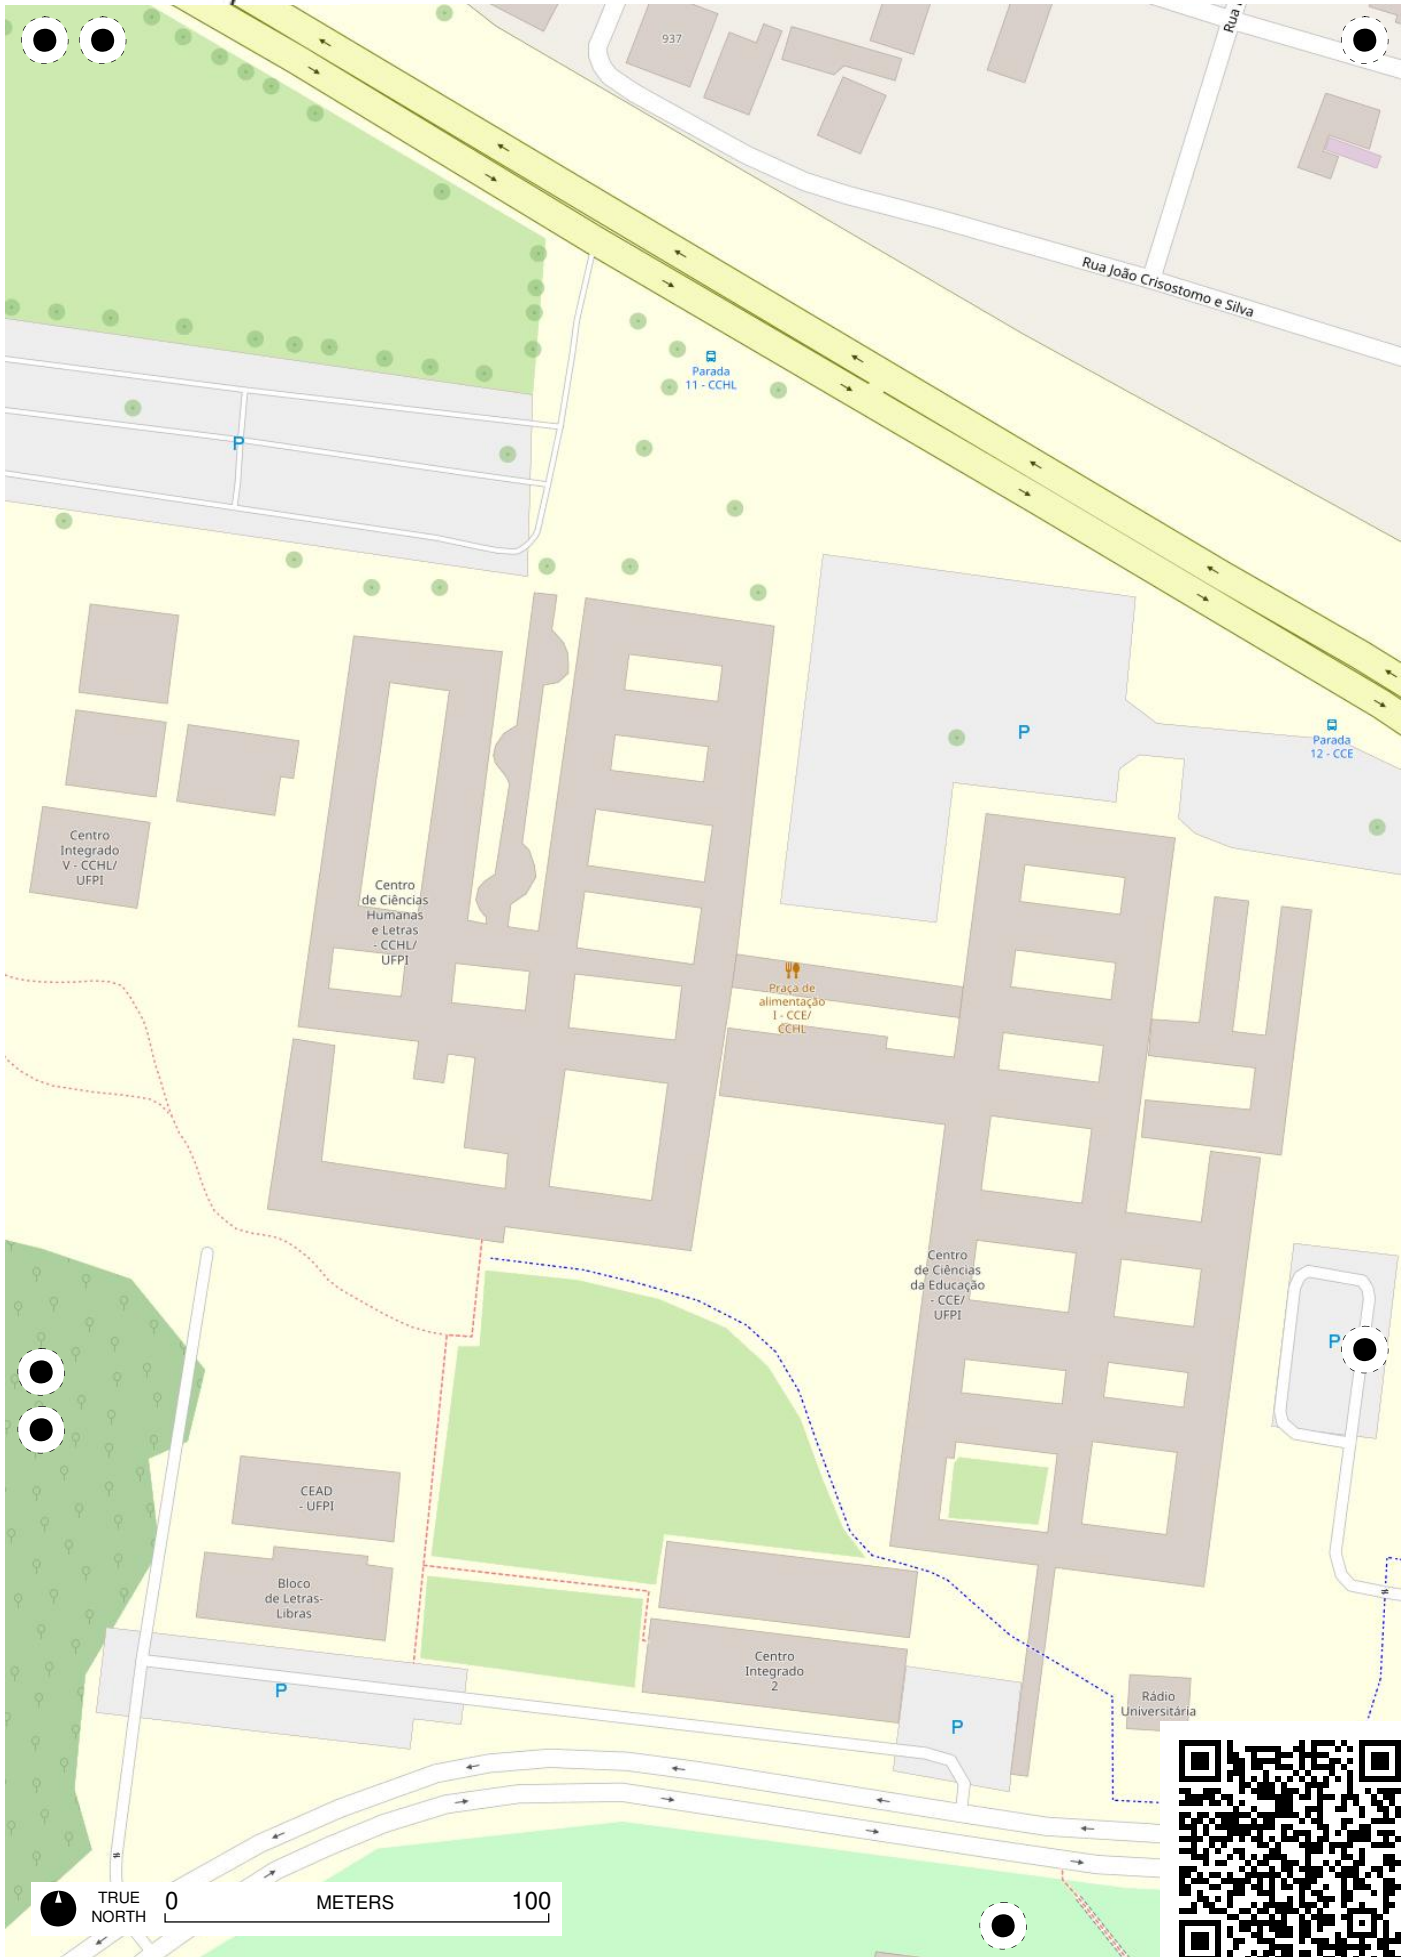 937
Rua
Rua João Crisostomo e Silva
Parada
11 - CCHL
P
P
Parada
12 - CCE
Centro
Integrado
V - CCHL/
UFPI
Centro
de Ciências
Humanas
e Letras
- CCHL/
UFPI
Praça de
alimentação
I - CCE/
CCHL
Centro
de Ciências
da Educação
- CCE/
UFPI
P
CEAD
- UFPI
Bloco
de Letras-
Libras
Centro
Integrado
2
P
P
Rádio
Universitária
TRUE
NORTH
0 METERS 100